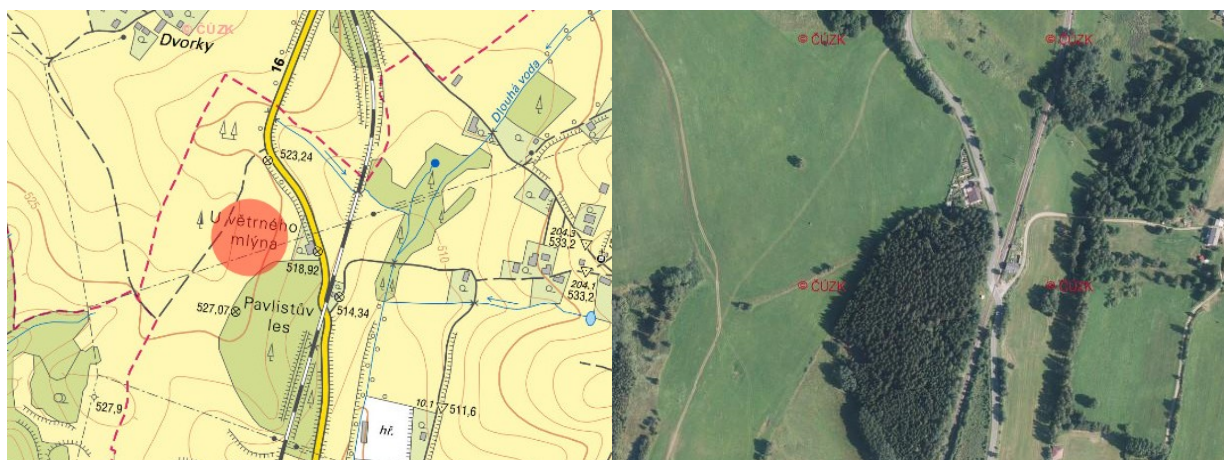 © ČÚZK
Dvorky
16
Dlouhá voda
523,24
525
U větrného
mlýna
518,92
510
204.3
533,2
204.1
533,2
527,07
Pavlistův
les
514,34
527,9
10.1
511,6
hř.
© ČÚZK
© ČÚZK
© ČÚZK
© ČÚZK